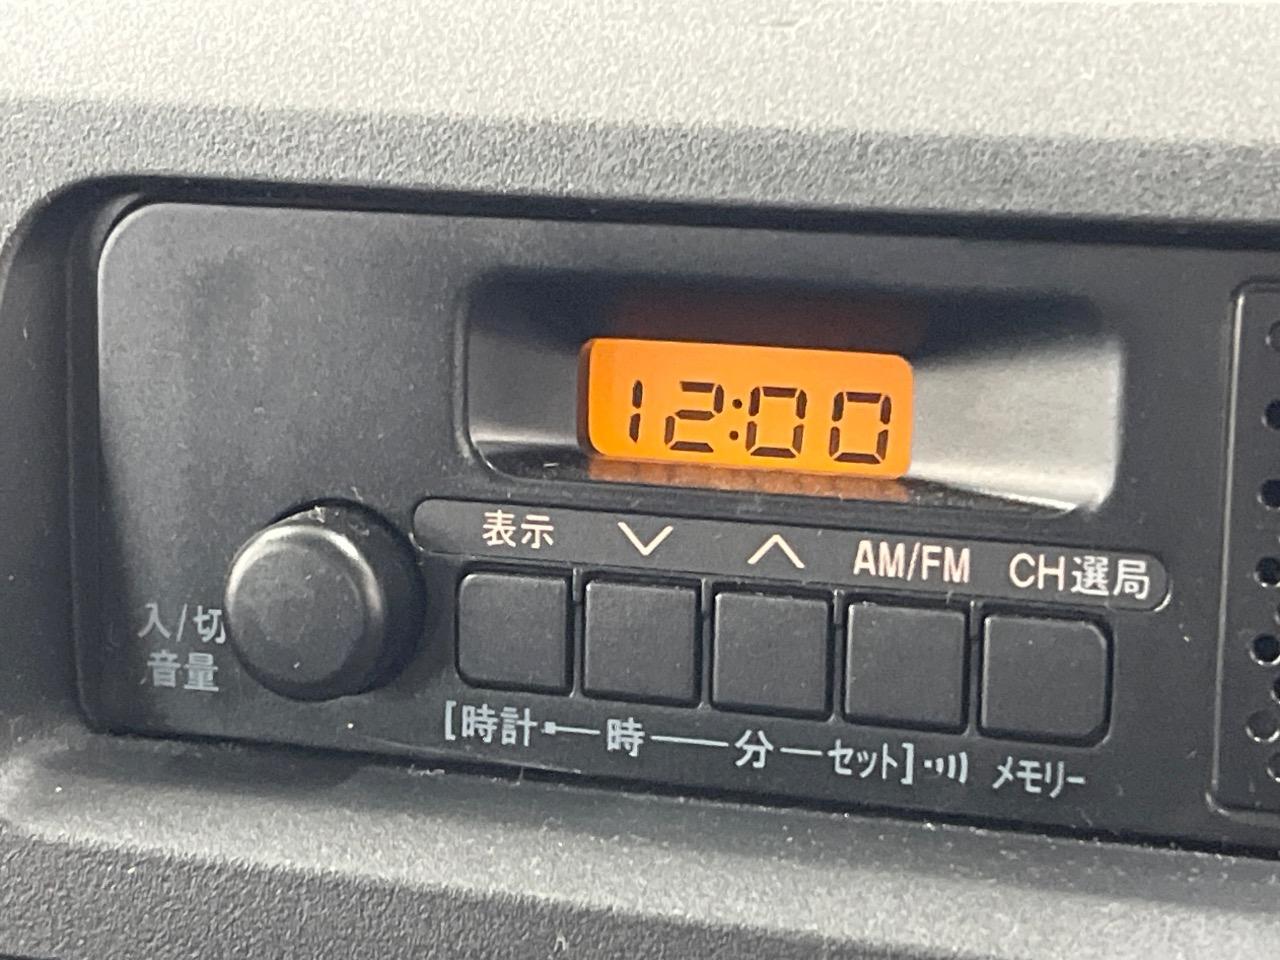 12:00
表示 ∨ ∧ AM/FM CH選局
入/切
音量
[時計 時 分 セット] メモリー